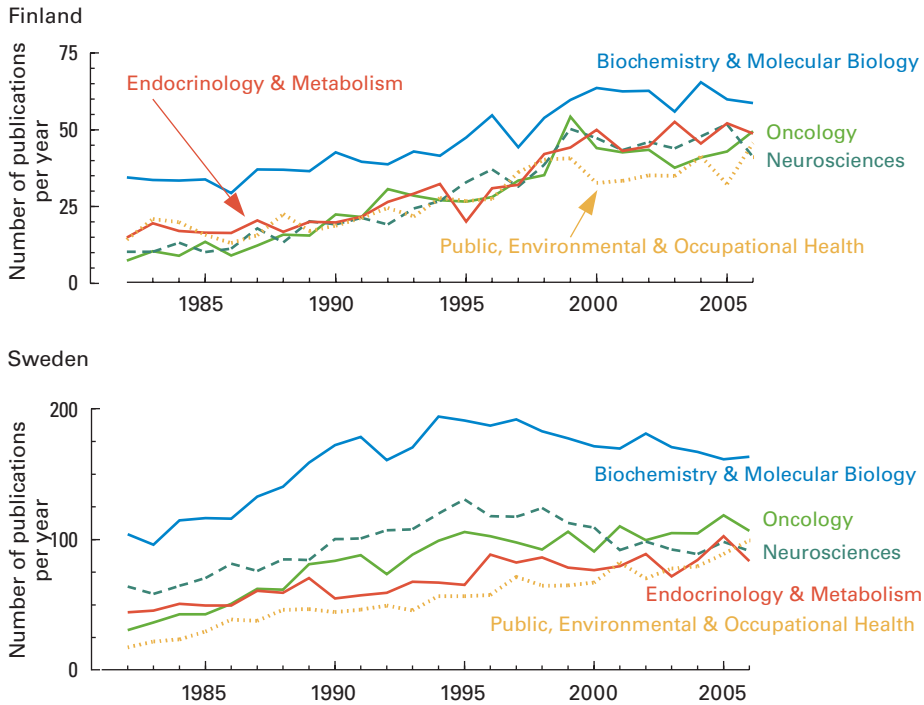 Finland
Number of publications
per year
75
50
25
0
Endocrinology & Metabolism
Biochemistry & Molecular Biology
Oncology
Neurosciences
Public, Environmental & Occupational Health
1985 1990 1995 2000 2005
Sweden
Number of publications
per year
200
100
0
Biochemistry & Molecular Biology
Oncology
Neurosciences
Endocrinology & Metabolism
Public, Environmental & Occupational Health
1985 1990 1995 2000 2005